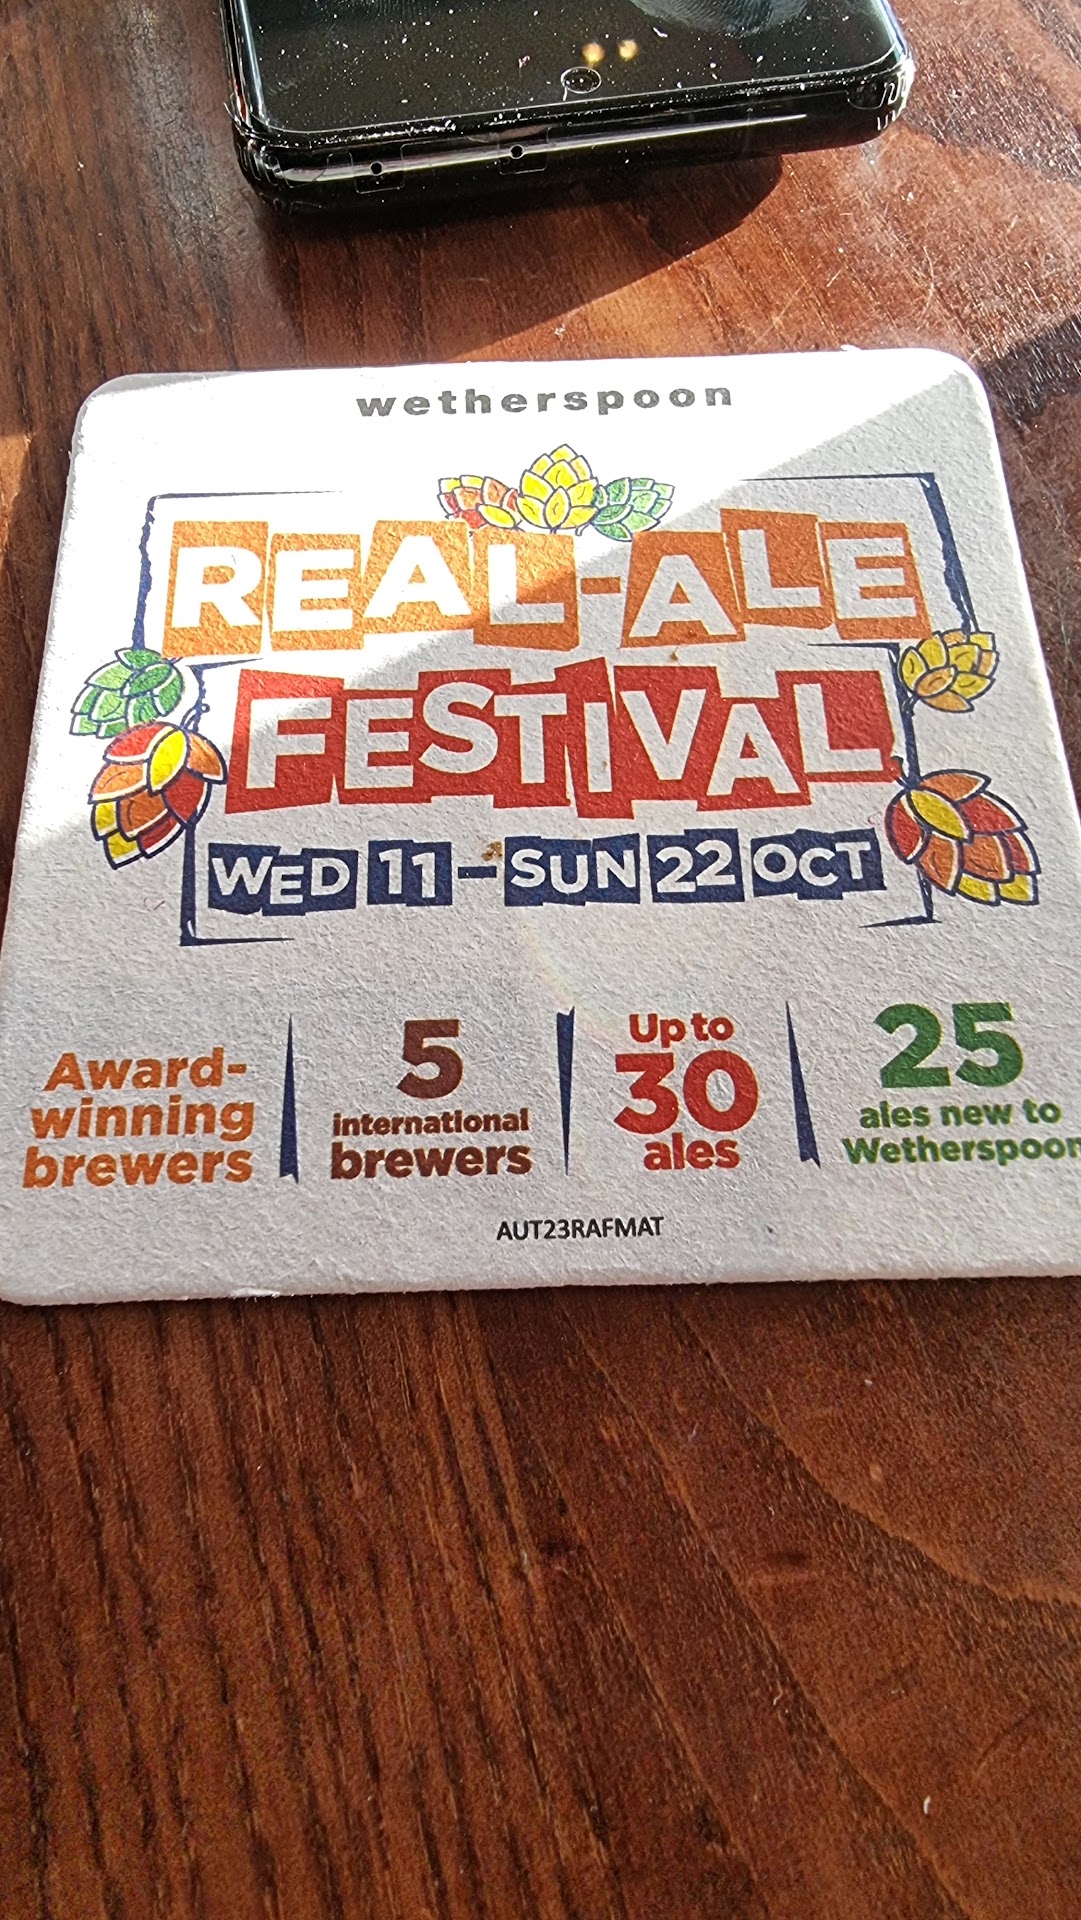 wetherspoon
REAL-ALE
FESTIVAL
WED 11 – SUN 22 OCT
Award-
winning
brewers
5
international
brewers
Up to
30
ales
25
ales new to
Wetherspoon
AUT23RAFMAT